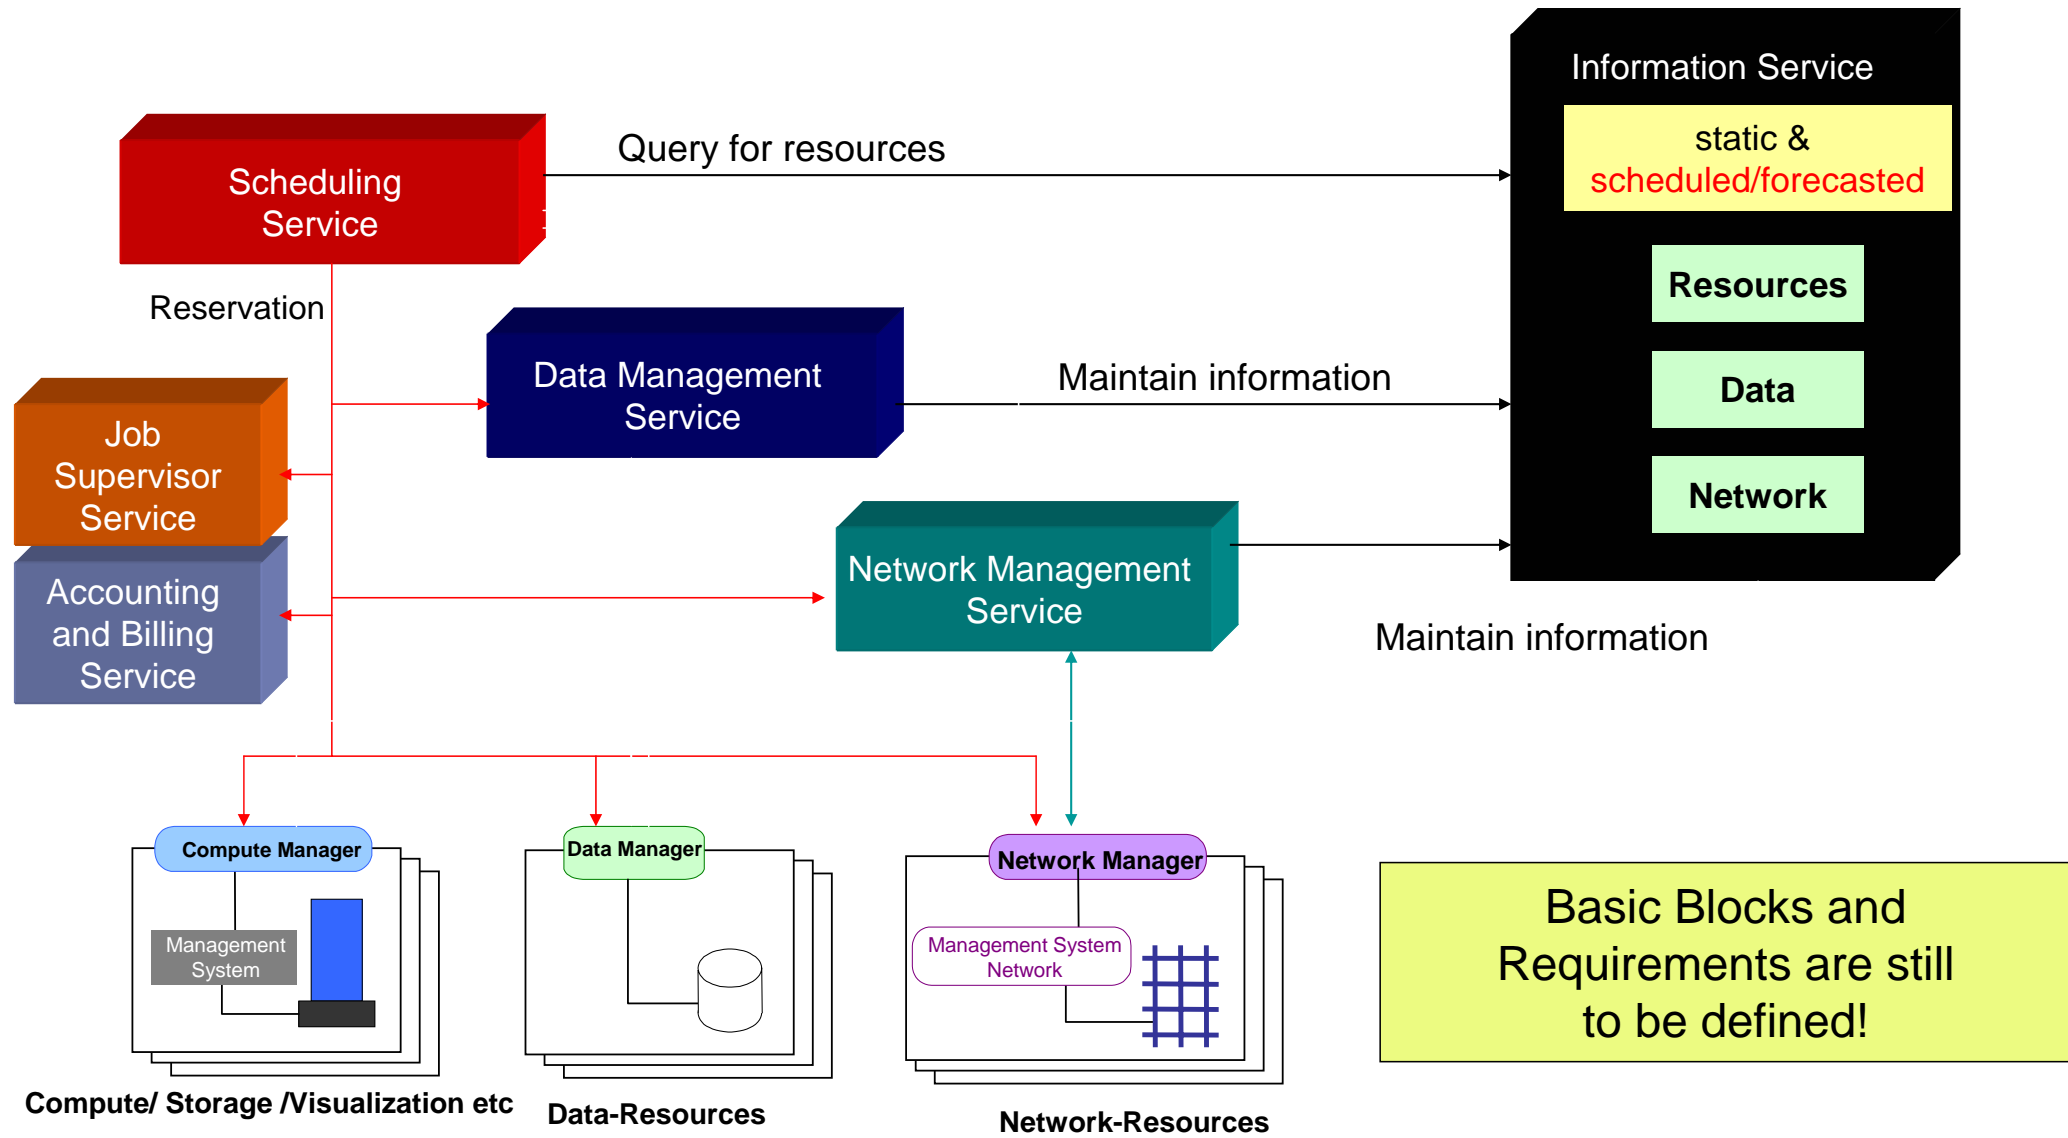 Information Service
static &
scheduled/forecasted
Query for resources
Scheduling
Service
Resources
Reservation
Data Management
Service
Maintain information
Data
Job
Supervisor
Service
Network
Network Management
Service
Accounting
and Billing
Service
Maintain information
Compute Manager
Data Manager
Network Manager
Management
System
Management System
Network
Basic Blocks and
Requirements are still
to be defined!
Compute/ Storage /Visualization etc
Data-Resources
Network-Resources